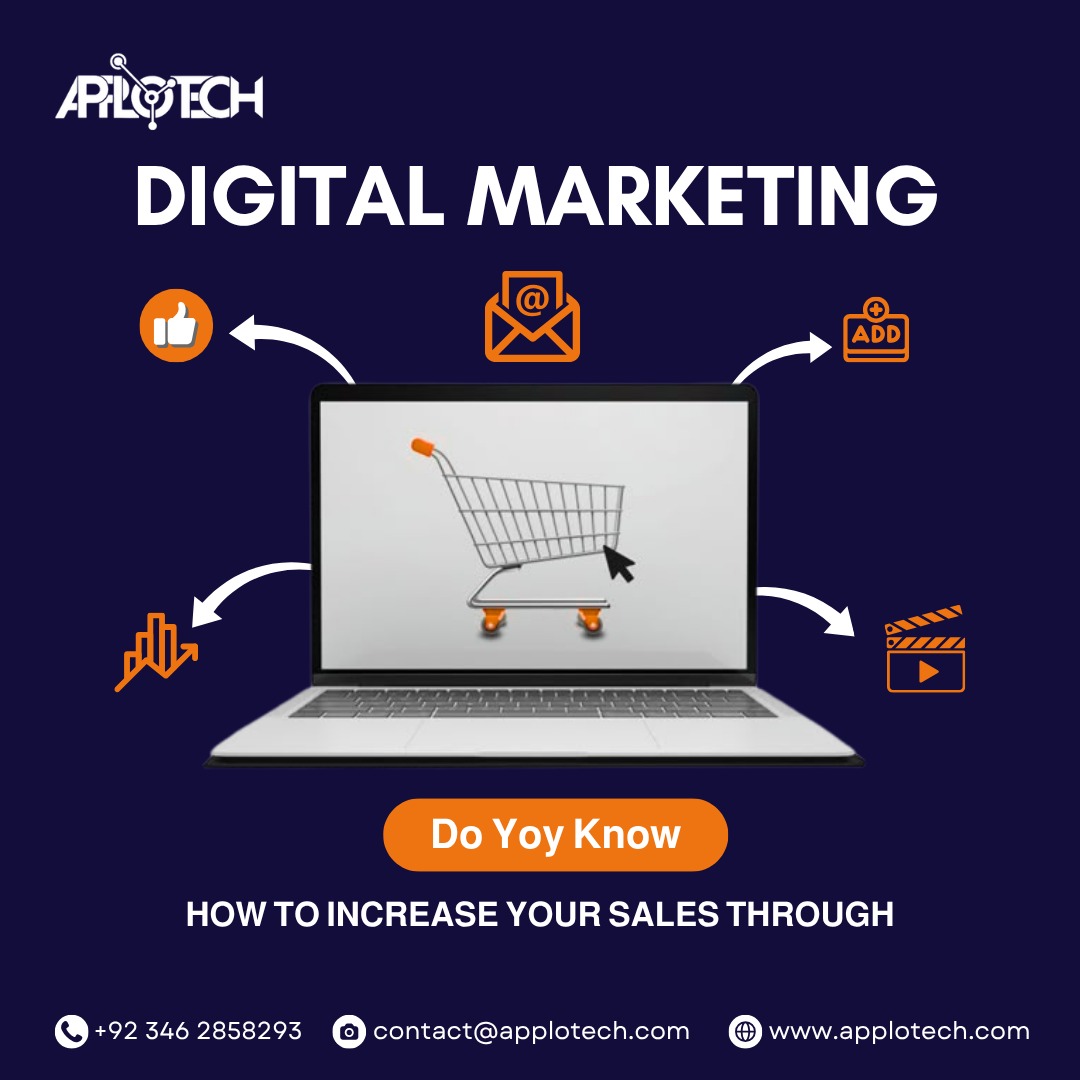 APPLOTECH
DIGITAL MARKETING
@
ADD
Do Yoy Know
HOW TO INCREASE YOUR SALES THROUGH
+92 346 2858293 contact@applotech.com www.applotech.com